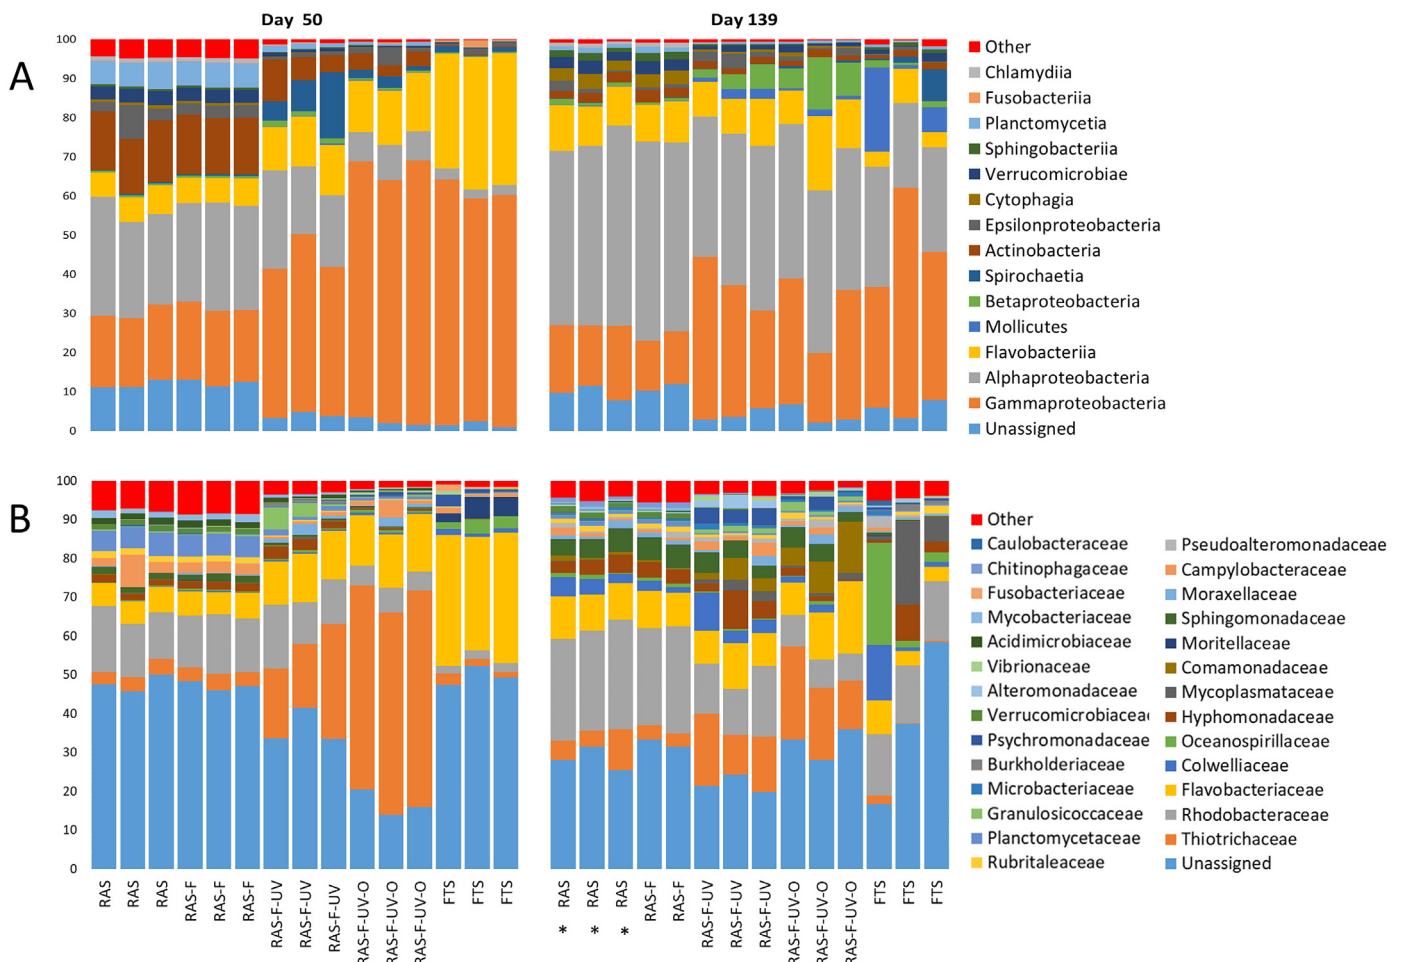 Day 50
Day 139
A
100
90
80
70
60
50
40
30
20
10
0
Other
Chlamydiia
Fusobacteriia
Planctomycetia
Sphingobacteriia
Verrucomicrobiae
Cytophagia
Epsilonproteobacteria
Actinobacteria
Spirochaetia
Betaproteobacteria
Mollicutes
Flavobacteriia
Alphaproteobacteria
Gammaproteobacteria
Unassigned
B
100
90
80
70
60
50
40
30
20
10
0
Other
Caulobacteraceae
Chitinophagaceae
Fusobacteriaceae
Mycobacteriaceae
Acidimicrobiaceae
Vibrionaceae
Alteromonadaceae
Verrucomicrobiacea
Psychromonadaceae
Burkholderiaceae
Microbacteriaceae
Granulosicoccaceae
Planctomycetaceae
Rubritaleaceae
Pseudoalteromonadaceae
Campylobacteraceae
Moraxellaceae
Sphingomonadaceae
Moritellaceae
Comamonadaceae
Mycoplasmataceae
Hyphomonadaceae
Oceanospirillaceae
Colwelliaceae
Flavobacteriaceae
Rhodobacteraceae
Thiotrichaceae
Unassigned
RAS
RAS
RAS
RAS-F
RAS-F
RAS-F
RAS-F-UV
RAS-F-UV
RAS-F-UV
RAS-F-UV-O
RAS-F-UV-O
RAS-F-UV-O
FTS
FTS
FTS
* RAS
* RAS
* RAS
RAS-F
RAS-F
RAS-F-UV
RAS-F-UV
RAS-F-UV
RAS-F-UV-O
RAS-F-UV-O
RAS-F-UV-O
FTS
FTS
FTS